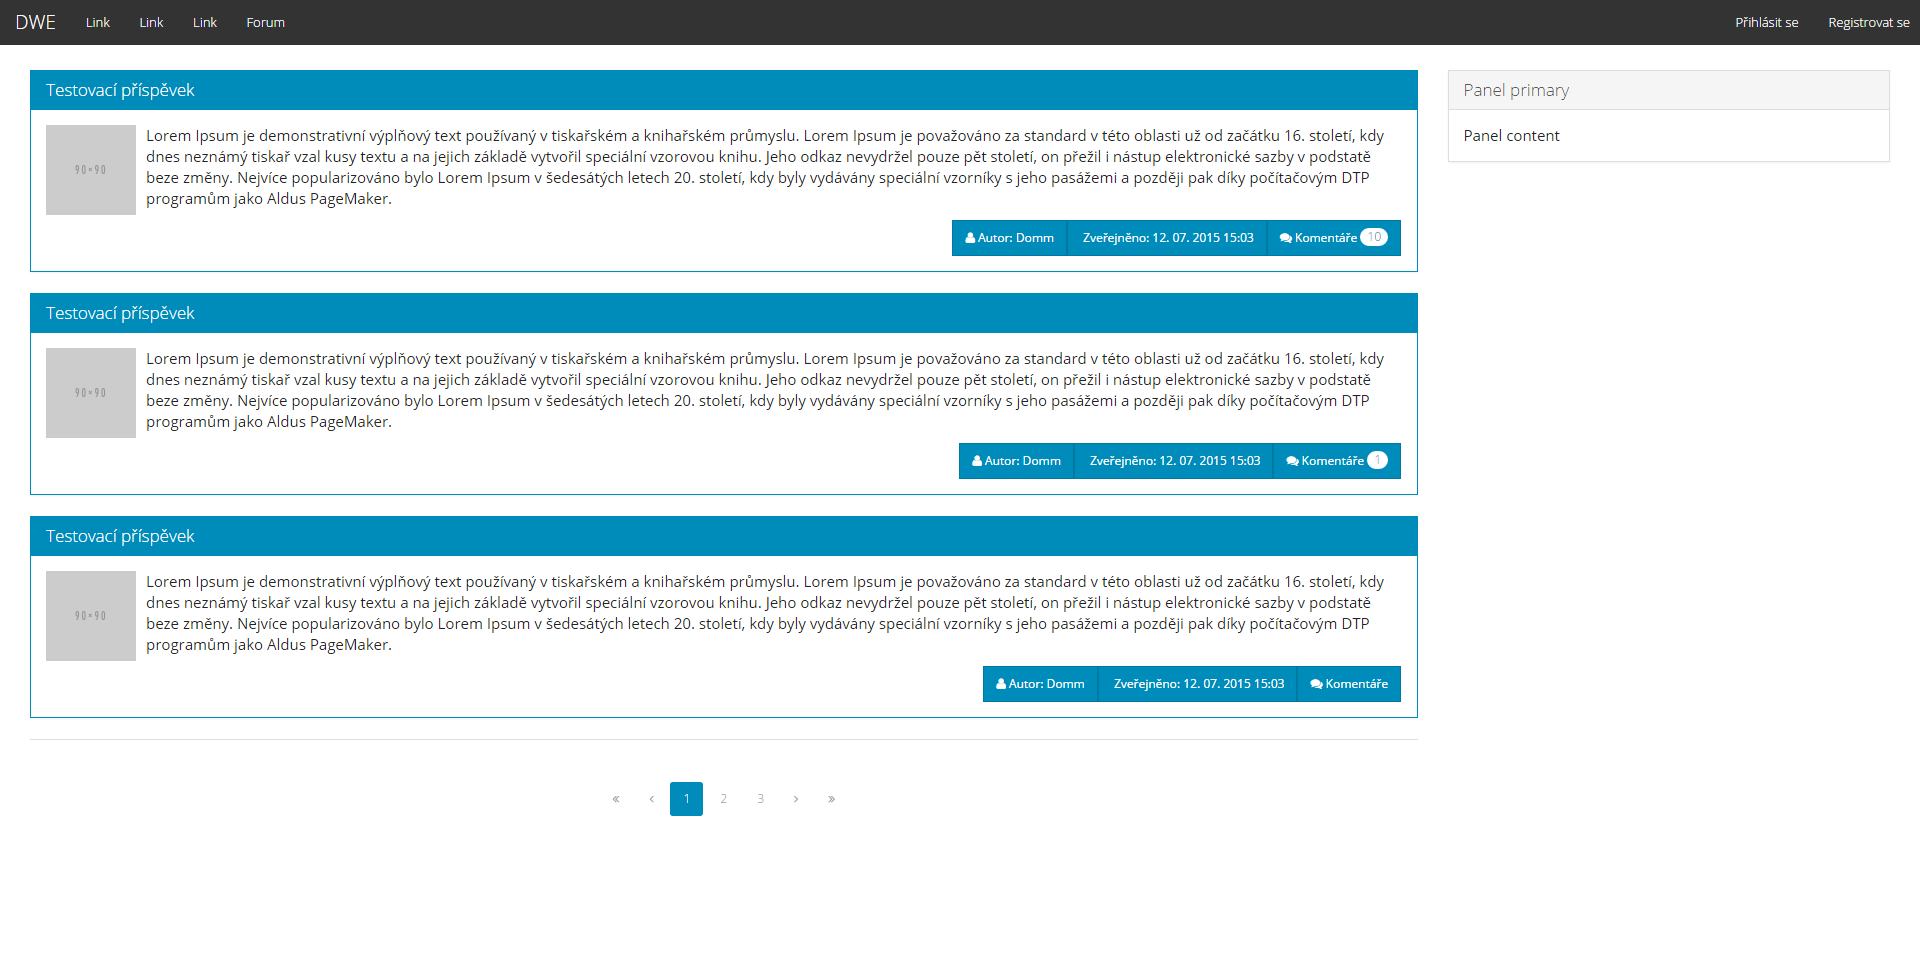 DWE Link Link Link Forum Přihlásit se Registrovat se
Testovací příspěvek
90×90
Lorem Ipsum je demonstrativní výplňový text používaný v tiskařském a knihařském průmyslu. Lorem Ipsum je považováno za standard v této oblasti už od začátku 16. století, kdy
dnes neznámý tiskař vzal kusy textu a na jejich základě vytvořil speciální vzorovou knihu. Jeho odkaz nevydržel pouze pět století, on přežil i nástup elektronické sazby v podstatě
beze změny. Nejvíce popularizováno bylo Lorem Ipsum v šedesátých letech 20. století, kdy byly vydávány speciální vzorníky s jeho pasážemi a později pak díky počítačovým DTP
programům jako Aldus PageMaker.
Autor: Domm Zveřejněno: 12. 07. 2015 15:03 Komentáře 10
Testovací příspěvek
90×90
Lorem Ipsum je demonstrativní výplňový text používaný v tiskařském a knihařském průmyslu. Lorem Ipsum je považováno za standard v této oblasti už od začátku 16. století, kdy
dnes neznámý tiskař vzal kusy textu a na jejich základě vytvořil speciální vzorovou knihu. Jeho odkaz nevydržel pouze pět století, on přežil i nástup elektronické sazby v podstatě
beze změny. Nejvíce popularizováno bylo Lorem Ipsum v šedesátých letech 20. století, kdy byly vydávány speciální vzorníky s jeho pasážemi a později pak díky počítačovým DTP
programům jako Aldus PageMaker.
Autor: Domm Zveřejněno: 12. 07. 2015 15:03 Komentáře 1
Testovací příspěvek
90×90
Lorem Ipsum je demonstrativní výplňový text používaný v tiskařském a knihařském průmyslu. Lorem Ipsum je považováno za standard v této oblasti už od začátku 16. století, kdy
dnes neznámý tiskař vzal kusy textu a na jejich základě vytvořil speciální vzorovou knihu. Jeho odkaz nevydržel pouze pět století, on přežil i nástup elektronické sazby v podstatě
beze změny. Nejvíce popularizováno bylo Lorem Ipsum v šedesátých letech 20. století, kdy byly vydávány speciální vzorníky s jeho pasážemi a později pak díky počítačovým DTP
programům jako Aldus PageMaker.
Autor: Domm Zveřejněno: 12. 07. 2015 15:03 Komentáře
« ‹ 1 2 3 › »
Panel primary
Panel content